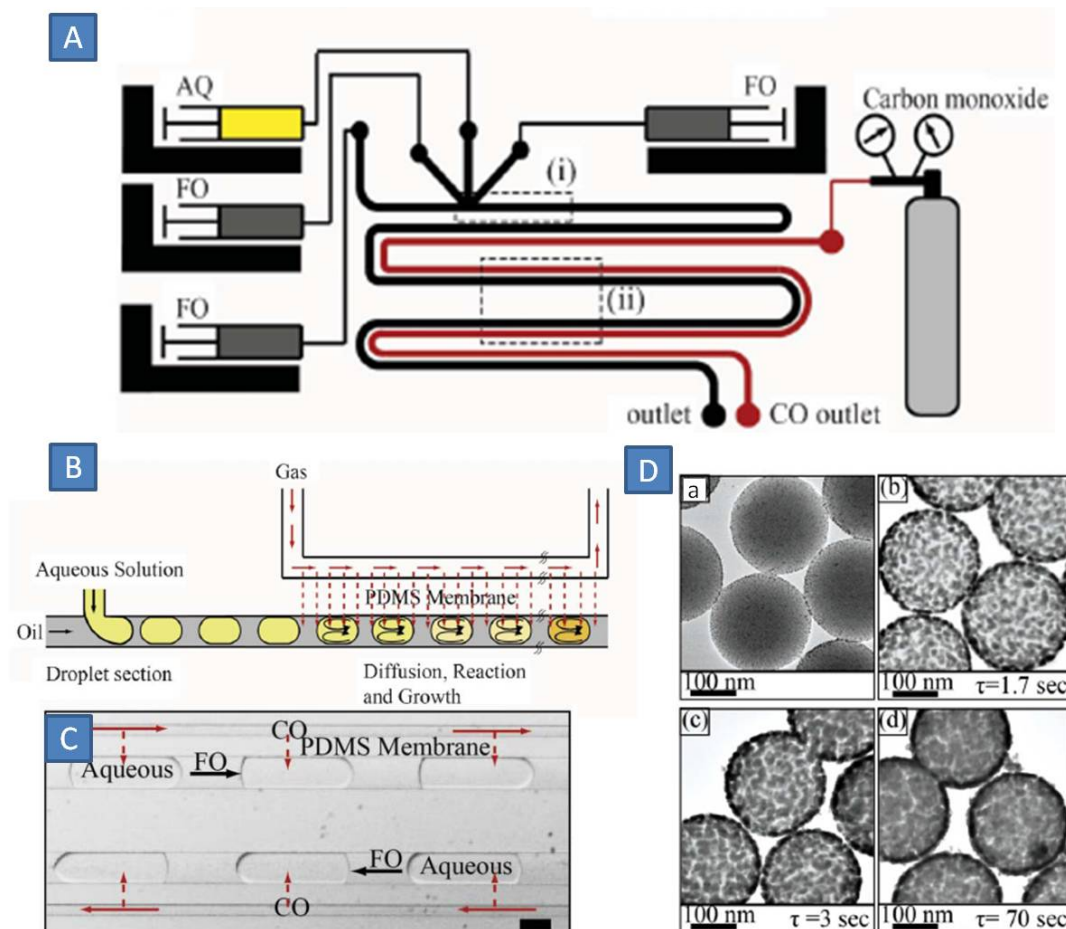 A
AQ
FO
Carbon monoxide
(i)
FO
(ii)
FO
outlet
CO outlet
B
Gas
Aqueous Solution
PDMS Membrane
Oil
Droplet section
Diffusion, Reaction
and Growth
C
CO
PDMS Membrane
Aqueous
FO
FO
Aqueous
CO
D
a
100 nm
(b)
100 nm
τ=1.7 sec
(c)
100 nm
τ =3 sec
(d)
100 nm
τ= 70 sec